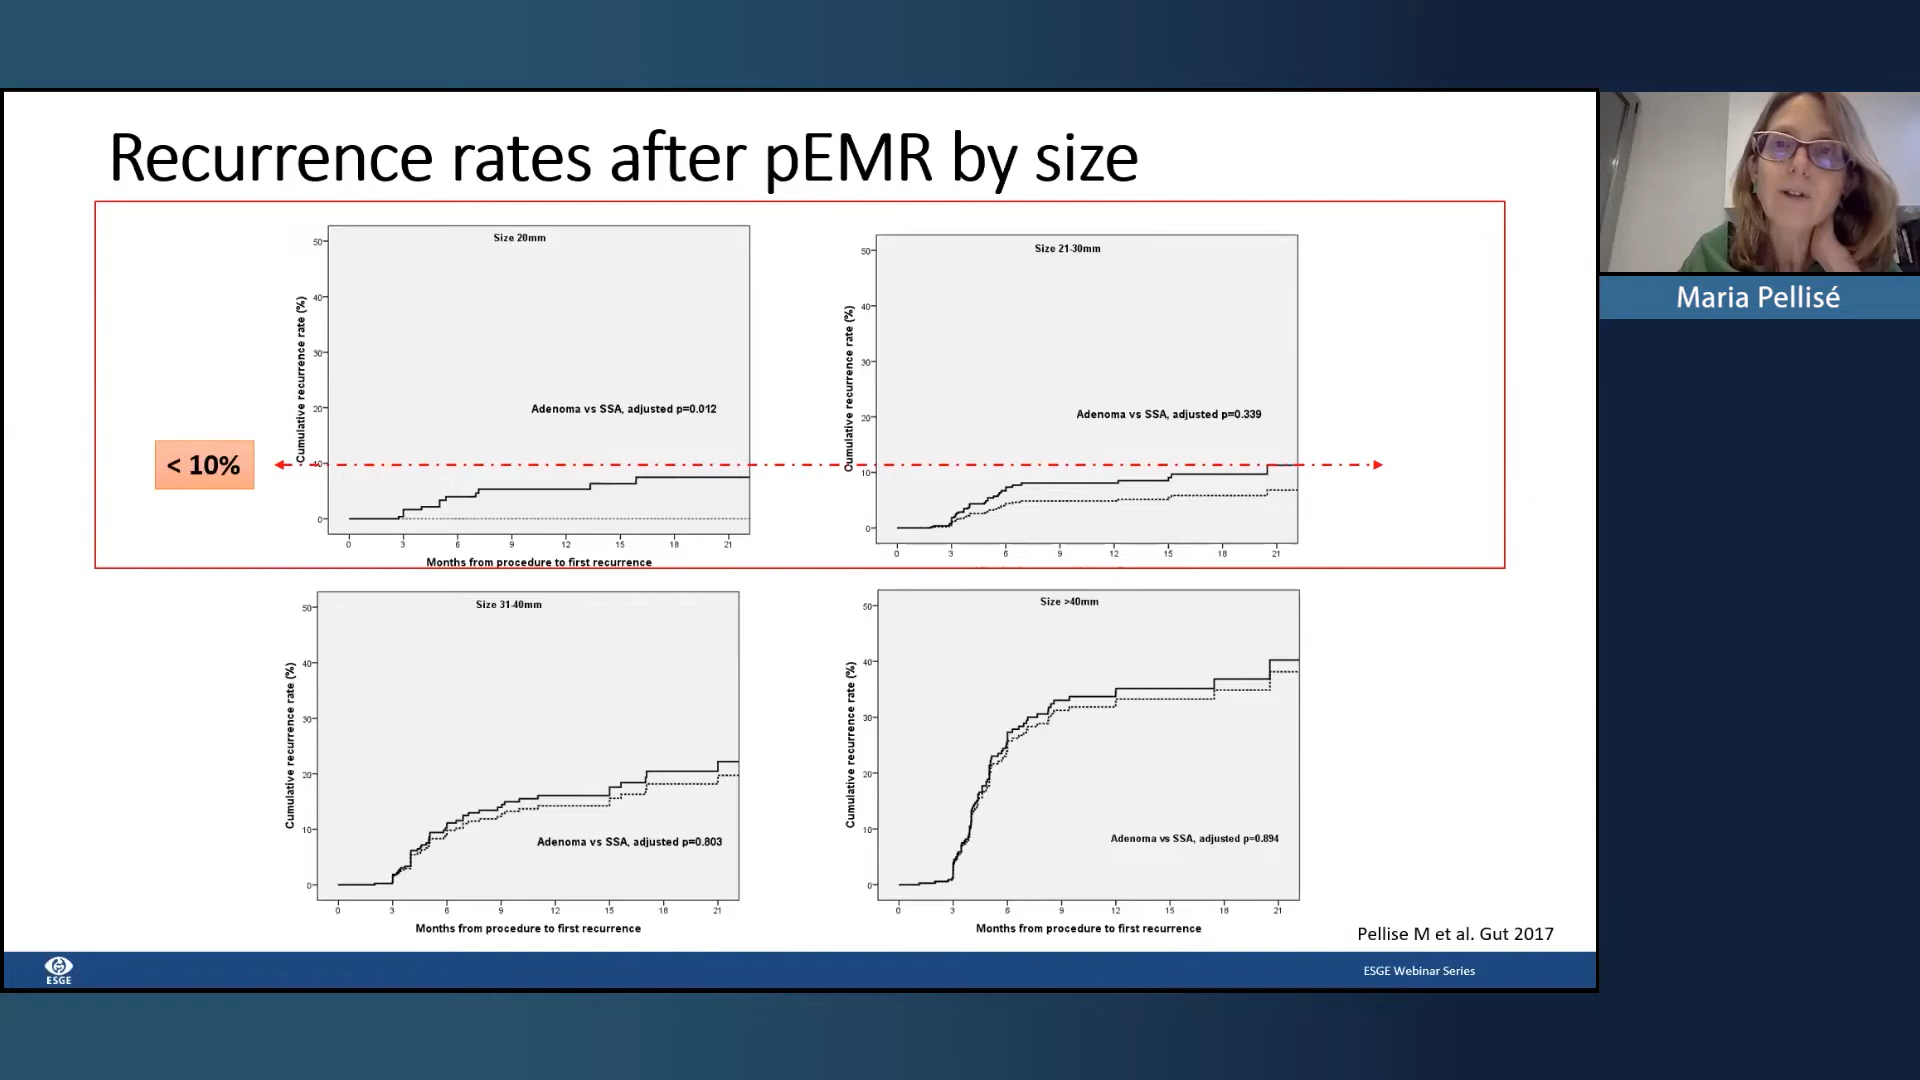 Recurrence rates after pEMR by size
Size 20mm
50
40
30
20
10
0
Cumulative recurrence rate (%)
Adenoma vs SSA, adjusted p=0.012
0 3 6 9 12 15 18 21
Months from procedure to first recurrence
Size 21-30mm
50
40
30
20
10
0
Cumulative recurrence rate (%)
Adenoma vs SSA, adjusted p=0.339
0 3 6 9 12 15 18 21
< 10%
Size 31-40mm
50
40
30
20
10
0
Cumulative recurrence rate (%)
Adenoma vs SSA, adjusted p=0.803
0 3 6 9 12 15 18 21
Months from procedure to first recurrence
Size >40mm
50
40
30
20
10
0
Cumulative recurrence rate (%)
Adenoma vs SSA, adjusted p=0.894
0 3 6 9 12 15 18 21
Months from procedure to first recurrence
Pellise M et al. Gut 2017
ESGE
ESGE Webinar Series
Maria Pellisé